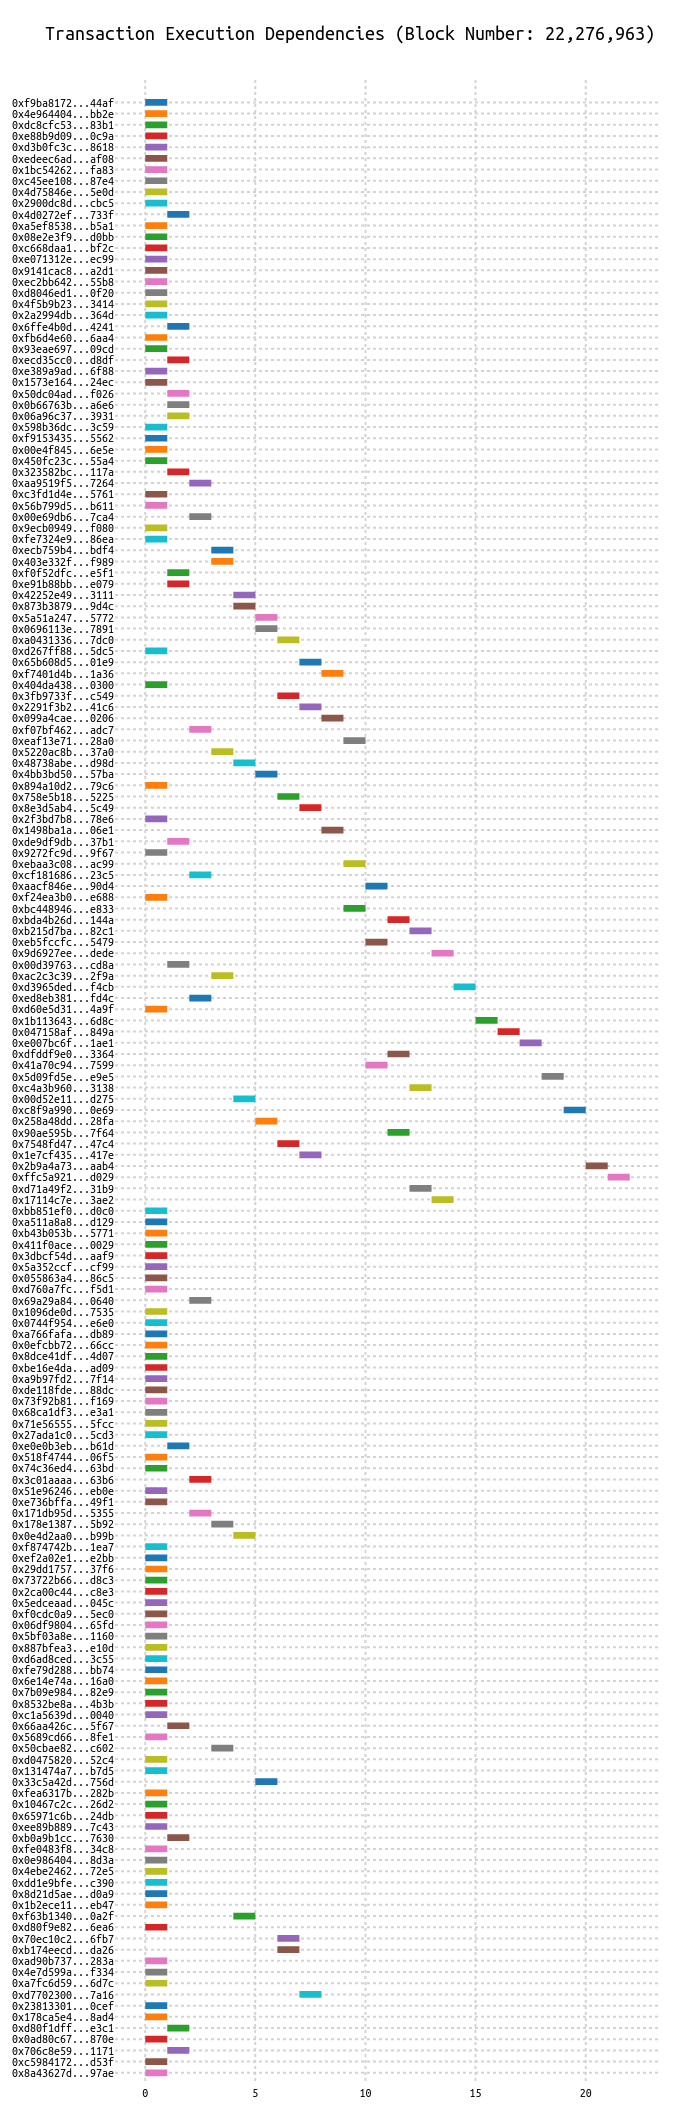 Transaction Execution Dependencies (Block Number: 22,276,963)
0xf9ba8172...44af
0x4e964404...bb2e
0xdc8cfc53...83b1
0xe88b9d09...0c9a
0xd3b0fc3c...8618
0xedeec6ad...af08
0x1bc54262...fa83
0xc45ee108...87e4
0x4d75846e...5e0d
0x2900dc8d...cbc5
0x4d0272ef...733f
0xa5ef8538...b5a1
0x08e2e3f9...d0bb
0xc668daa1...bf2c
0xe071312e...ec99
0x9141cac8...a2d1
0xec2bb642...55b8
0xd8046ed1...0f20
0x4f5b9b23...3414
0x2a2994db...364d
0x6ffe4b0d...4241
0xfb6d4e60...6aa4
0x93eae697...09cd
0xecd35cc0...d8df
0xe389a9ad...6f88
0x1573e164...24ec
0x50dc04ad...f026
0x0b66763b...a6e6
0x06a96c37...3931
0x598b36dc...3c59
0xf9153435...5562
0x00e4f845...6e5e
0x450fc23c...55a4
0x323582bc...117a
0xaa9519f5...7264
0xc3fd1d4e...5761
0x56b799d5...b611
0x00e69db6...7ca4
0x9ecb0949...f080
0xfe7324e9...86ea
0xecb759b4...bdf4
0x403e332f...f989
0xf0f52dfc...e5f1
0xe91b88bb...e079
0x42252e49...3111
0x873b3879...9d4c
0x5a51a247...5772
0x0696113e...7891
0xa0431336...7dc0
0xd267ff88...5dc5
0x65b608d5...01e9
0xf7401d4b...1a36
0x404da438...0300
0x3fb9733f...c549
0x2291f3b2...41c6
0x099a4cae...0206
0xf07bf462...adc7
0xeaf13e71...28a0
0x5220ac8b...37a0
0x48738abe...d98d
0x4bb3bd50...57ba
0x894a10d2...79c6
0x758e5b18...5225
0x8e3d5ab4...5c49
0x2f3bd7b8...78e6
0x1498ba1a...06e1
0xde9df9db...37b1
0x9272fc9d...9f67
0xebaa3c08...ac99
0xcf181686...23c5
0xaacf846e...90d4
0xf24ea3b0...e688
0xbc448946...e833
0xbda4b26d...144a
0xb215d7ba...82c1
0xeb5fccfc...5479
0x9d6927ee...dede
0x00d39763...cd8a
0xac2c3c39...2f9a
0xd3965ded...f4cb
0xed8eb381...fd4c
0xd60e5d31...4a9f
0x1b113643...6d8c
0x047158af...849a
0xe007bc6f...1ae1
0xdfddf9e0...3364
0x41a70c94...7599
0x5d09fd5e...e9e5
0xc4a3b960...3138
0x00d52e11...d275
0xc8f9a990...0e69
0x258a48dd...28fa
0x90ae595b...7f64
0x7548fd47...47c4
0x1e7cf435...417e
0x2b9a4a73...aab4
0xffc5a921...d029
0xd71a49f2...31b9
0x17114c7e...3ae2
0xbb851ef0...d0c0
0xa511a8a8...d129
0xb43b053b...5771
0x411f0ace...0029
0x3dbcf54d...aaf9
0x5a352ccf...cf99
0x055863a4...86c5
0xd760a7fc...f5d1
0x69a29a84...0640
0x1096de0d...7535
0x0744f954...e6e0
0xa766fafa...db89
0x0efcbb72...66cc
0x8dce41df...4d07
0xbe16e4da...ad09
0xa9b97fd2...7f14
0xde118fde...88dc
0x73f92b81...f169
0x68ca1df3...e3a1
0x71e56555...5fcc
0x27ada1c0...5cd3
0xe0e0b3eb...b61d
0x518f4744...06f5
0x74c36ed4...63bd
0x3c01aaaa...63b6
0x51e96246...eb0e
0xe736bffa...49f1
0x171db95d...5355
0x178e1387...5b92
0x0e4d2aa0...b99b
0xf874742b...1ea7
0xef2a02e1...e2bb
0x29dd1757...37f6
0x73722b66...d8c3
0x2ca00c44...c8e3
0x5edceaad...045c
0xf0cdc0a9...5ec0
0x06df9804...65fd
0x5bf03a8e...1160
0x887bfea3...e10d
0xd6ad8ced...3c55
0xfe79d288...bb74
0x6e14e74a...16a0
0x7b09e984...82e9
0x8532be8a...4b3b
0xc1a5639d...0040
0x66aa426c...5f67
0x5689cd66...8fe1
0x50cbae82...c602
0xd0475820...52c4
0x131474a7...b7d5
0x33c5a42d...756d
0xfea6317b...282b
0x10467c2c...26d2
0x65971c6b...24db
0xee89b889...7c43
0xb0a9b1cc...7630
0xfe0483f8...34c8
0x0e986404...8d3a
0x4ebe2462...72e5
0xdd1e9bfe...c390
0x8d21d5ae...d0a9
0x1b2ece11...eb47
0xf63b1340...0a2f
0xd80f9e82...6ea6
0x70ec10c2...6fb7
0xb174eecd...da26
0xad90b737...283a
0x4e7d599a...f334
0xa7fc6d59...6d7c
0xd7702300...7a16
0x23813301...0cef
0x178ca5e4...8ad4
0xd80f1dff...e3c1
0x0ad80c67...870e
0x706c8e59...1171
0xc5984172...d53f
0x8a43627d...97ae
0 5 10 15 20